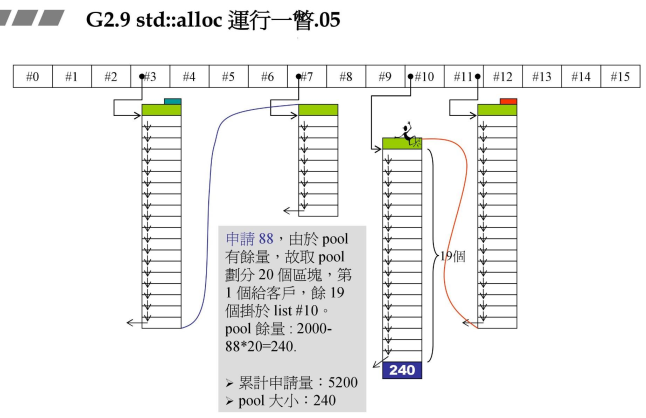 G2.9 std::alloc 運行一瞥.05
#0 #1 #2 #3 #4 #5 #6 #7 #8 #9 #10 #11 #12 #13 #14 #15
19個
申請 88,由於 pool
有餘量,故取 pool
劃分 20 個區塊,第
1 個給客戶,餘 19
個掛於 list #10。
pool 餘量 : 2000-
88*20=240.
➢ 累計申請量:5200
➢ pool 大小:240
240